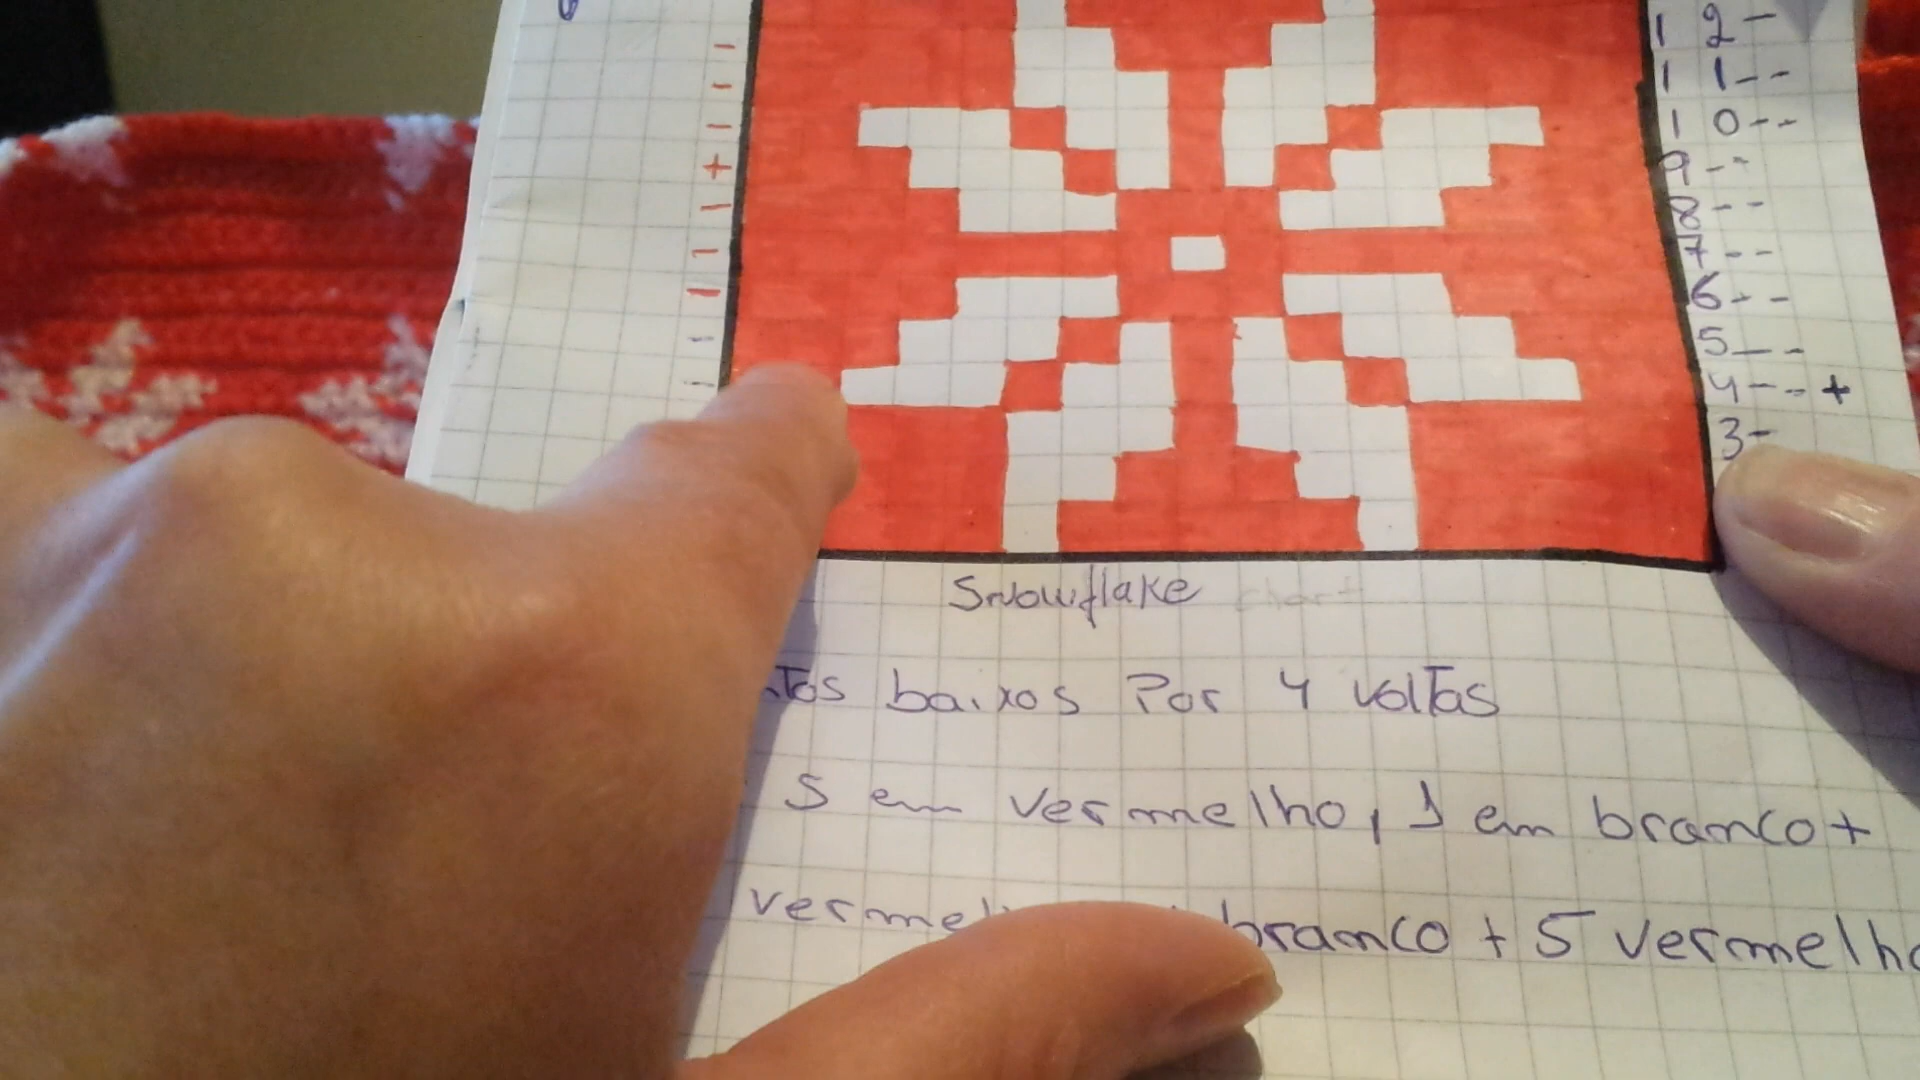 12 -
11 --
10 --
9 --
8 --
7 --
6 --
5 --
4 -- +
3 -
Snowflake chart
baixos Por 4 voltas
5 em vermelho, 1 em branco +
branco + 5 vermelho